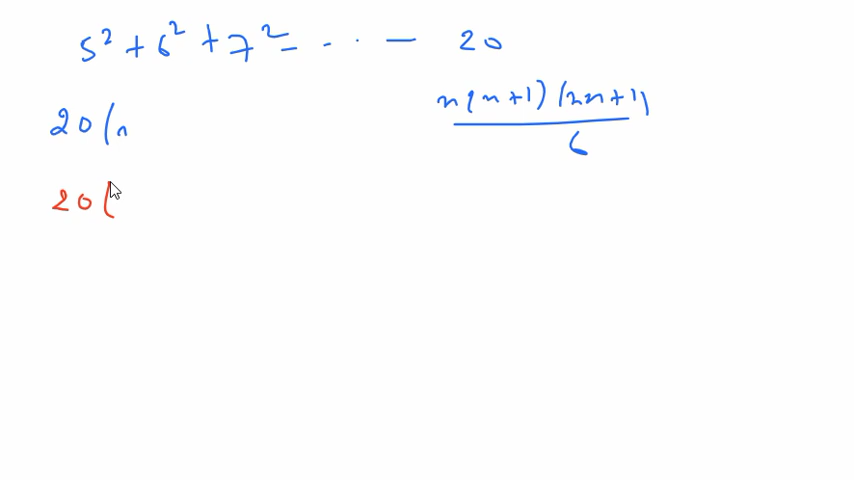 5² + 6² + 7² - . . — 20
n(n+1)(2n+1)
6
20(n
20(